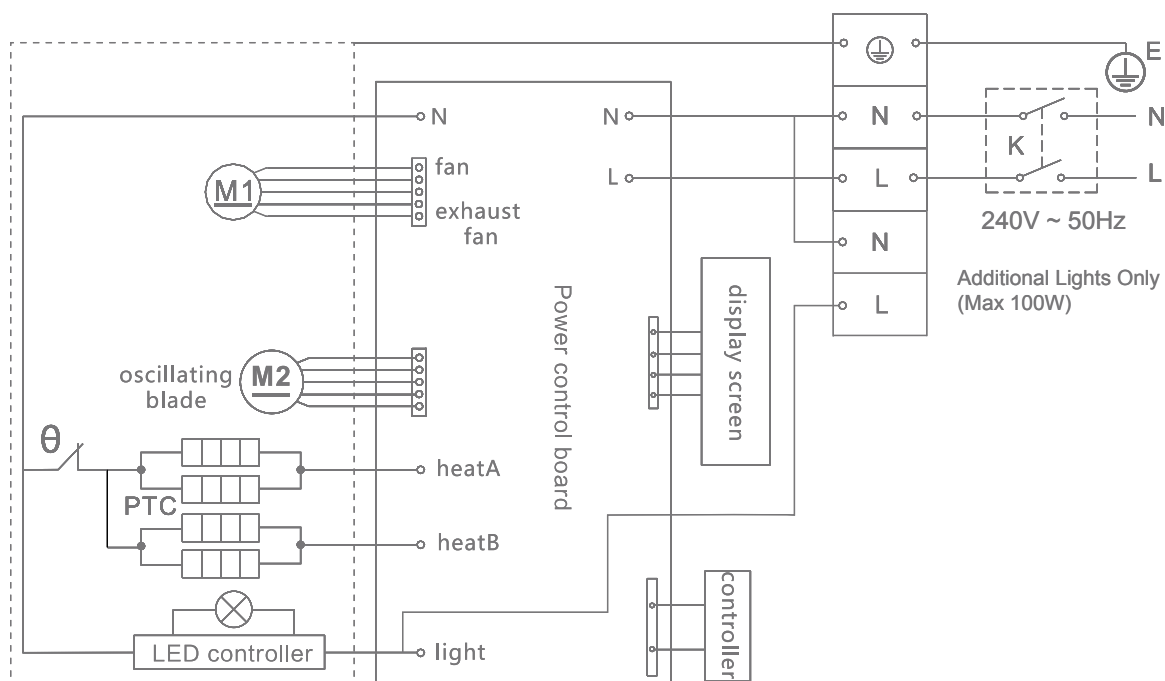 E
N
N
N
N
K
L
L
L
240V ~ 50Hz
N
Additional Lights Only
(Max 100W)
L
M1
fan
exhaust
fan
Power control board
display screen
oscillating
blade
M2
θ
heatA
PTC
heatB
controller
LED controller
light